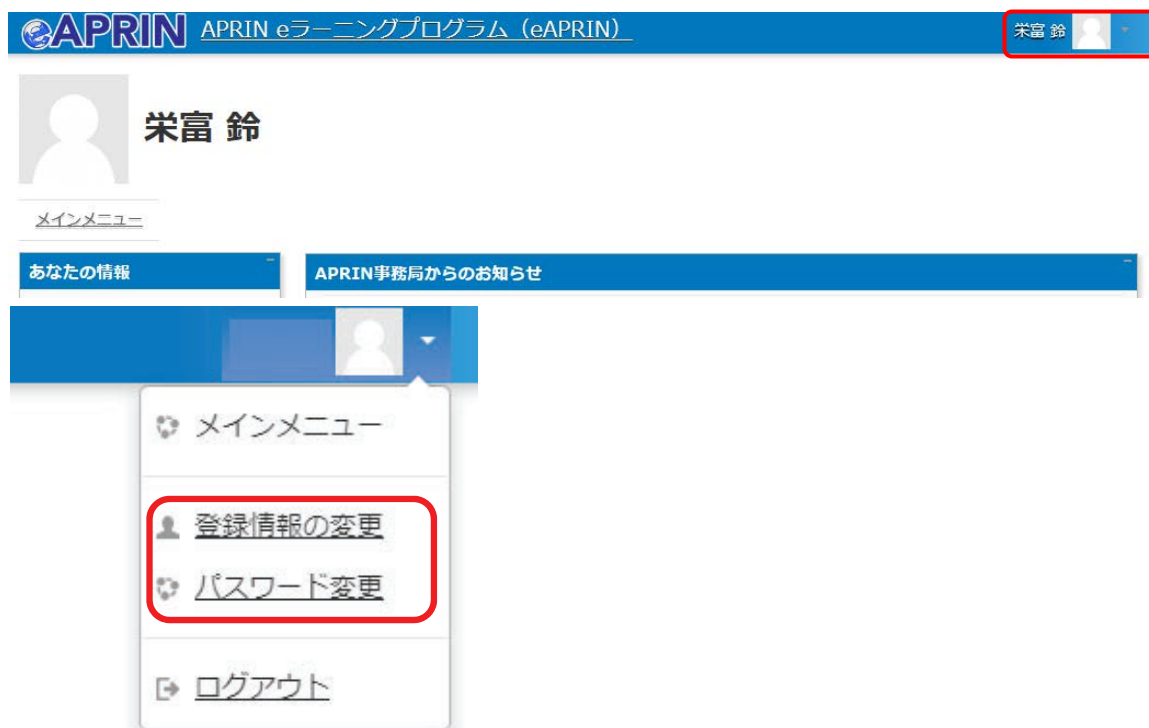 eAPRIN APRIN eラーニングプログラム（eAPRIN） 栄富 鈴
栄富 鈴
メインメニュー
あなたの情報 APRIN事務局からのお知らせ
メインメニュー
登録情報の変更
パスワード変更
ログアウト